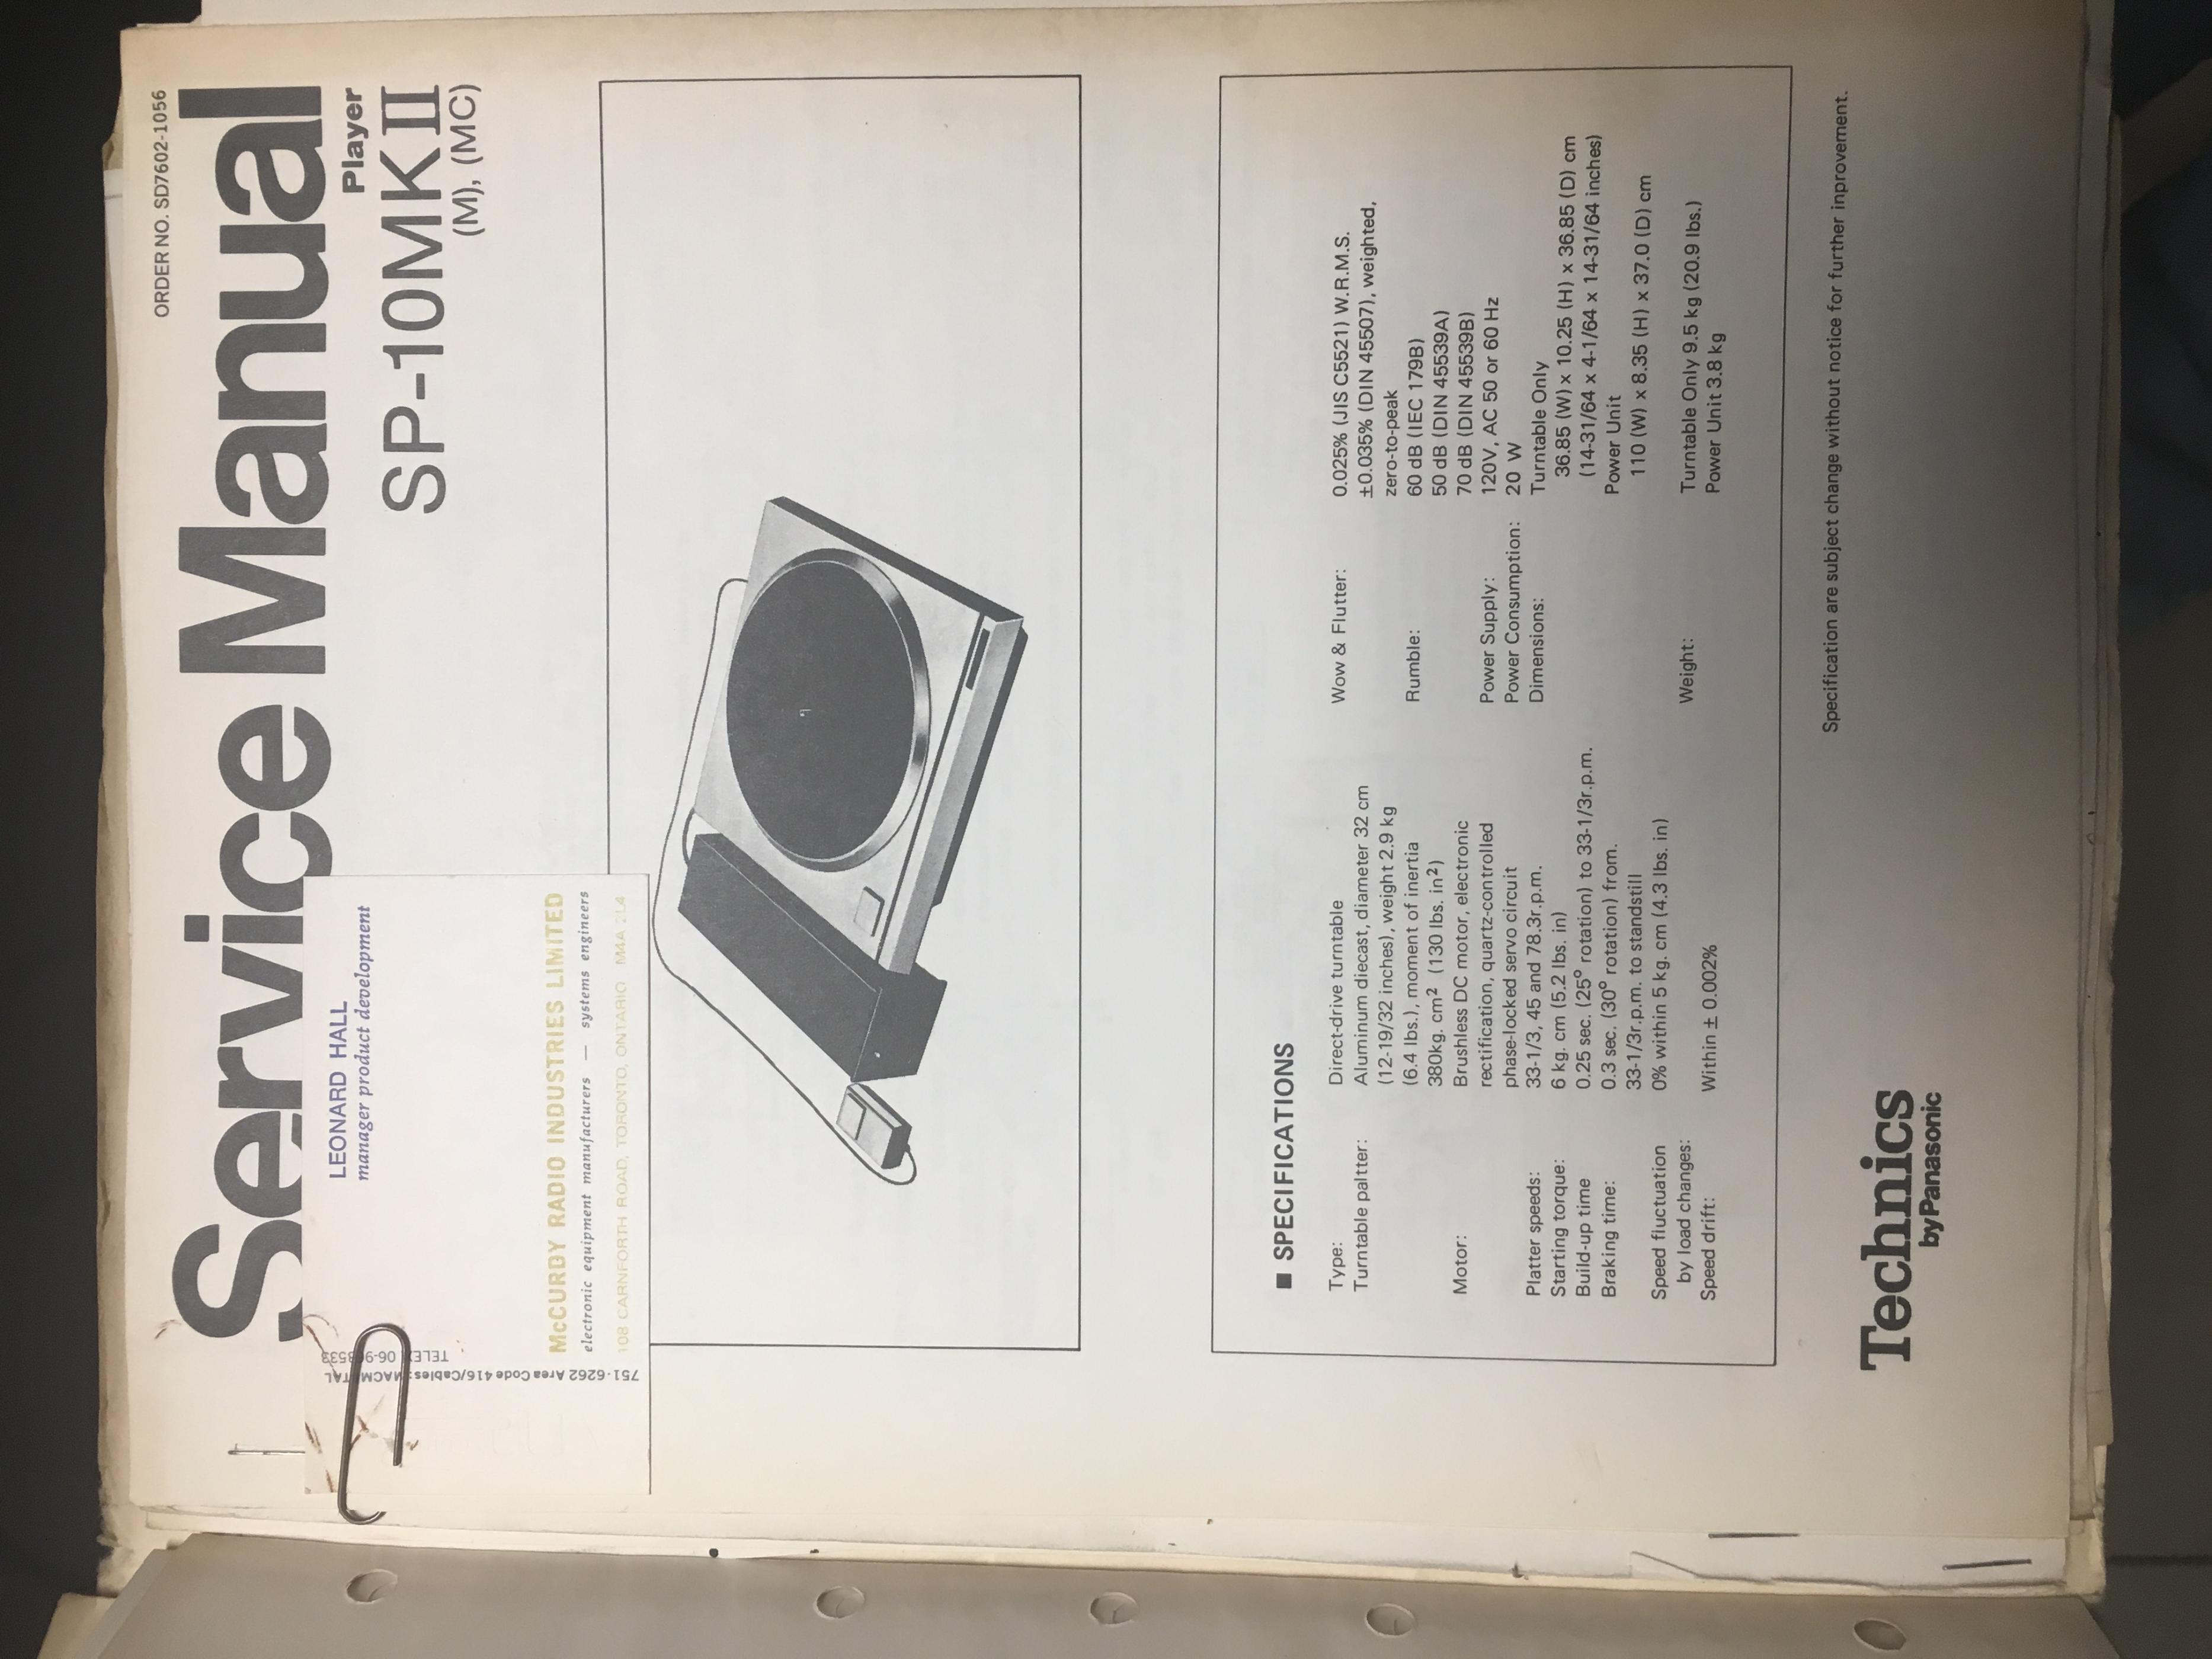 ORDER NO. SD7602-1056
Service Manual
Player
SP-10MKII
(M), (MC)
LEONARD HALL
manager product development
McCURDY RADIO INDUSTRIES LIMITED
electronic equipment manufacturers — systems engineers
108 CARNFORTH ROAD, TORONTO, ONTARIO M4A 2L4
751-6262 Area Code 416/Cables:
TELEX 06-963533
■ SPECIFICATIONS
Type: Direct-drive turntable
Turntable paltter: Aluminum diecast, diameter 32 cm
(12-19/32 inches), weight 2.9 kg
(6.4 lbs.), moment of inertia
380kg. cm² (130 lbs. in²)
Motor: Brushless DC motor, electronic
rectification, quartz-controlled
phase-locked servo circuit
Platter speeds: 33-1/3, 45 and 78.3r.p.m.
Starting torque: 6 kg. cm (5.2 lbs. in)
Build-up time 0.25 sec. (25° rotation) to 33-1/3r.p.m.
Braking time: 0.3 sec. (30° rotation) from.
33-1/3r.p.m. to standstill
Speed fluctuation 0% within 5 kg. cm (4.3 lbs. in)
by load changes:
Speed drift: Within ± 0.002%
Wow & Flutter: 0.025% (JIS C5521) W.R.M.S.
±0.035% (DIN 45507), weighted,
zero-to-peak
Rumble: 60 dB (IEC 179B)
50 dB (DIN 45539A)
70 dB (DIN 45539B)
Power Supply: 120V, AC 50 or 60 Hz
Power Consumption: 20 W
Dimensions: Turntable Only
36.85 (W) x 10.25 (H) x 36.85 (D) cm
(14-31/64 x 4-1/64 x 14-31/64 inches)
Power Unit
110 (W) x 8.35 (H) x 37.0 (D) cm
Weight: Turntable Only 9.5 kg (20.9 lbs.)
Power Unit 3.8 kg
Technics
by Panasonic
Specification are subject change without notice for further inprovement.